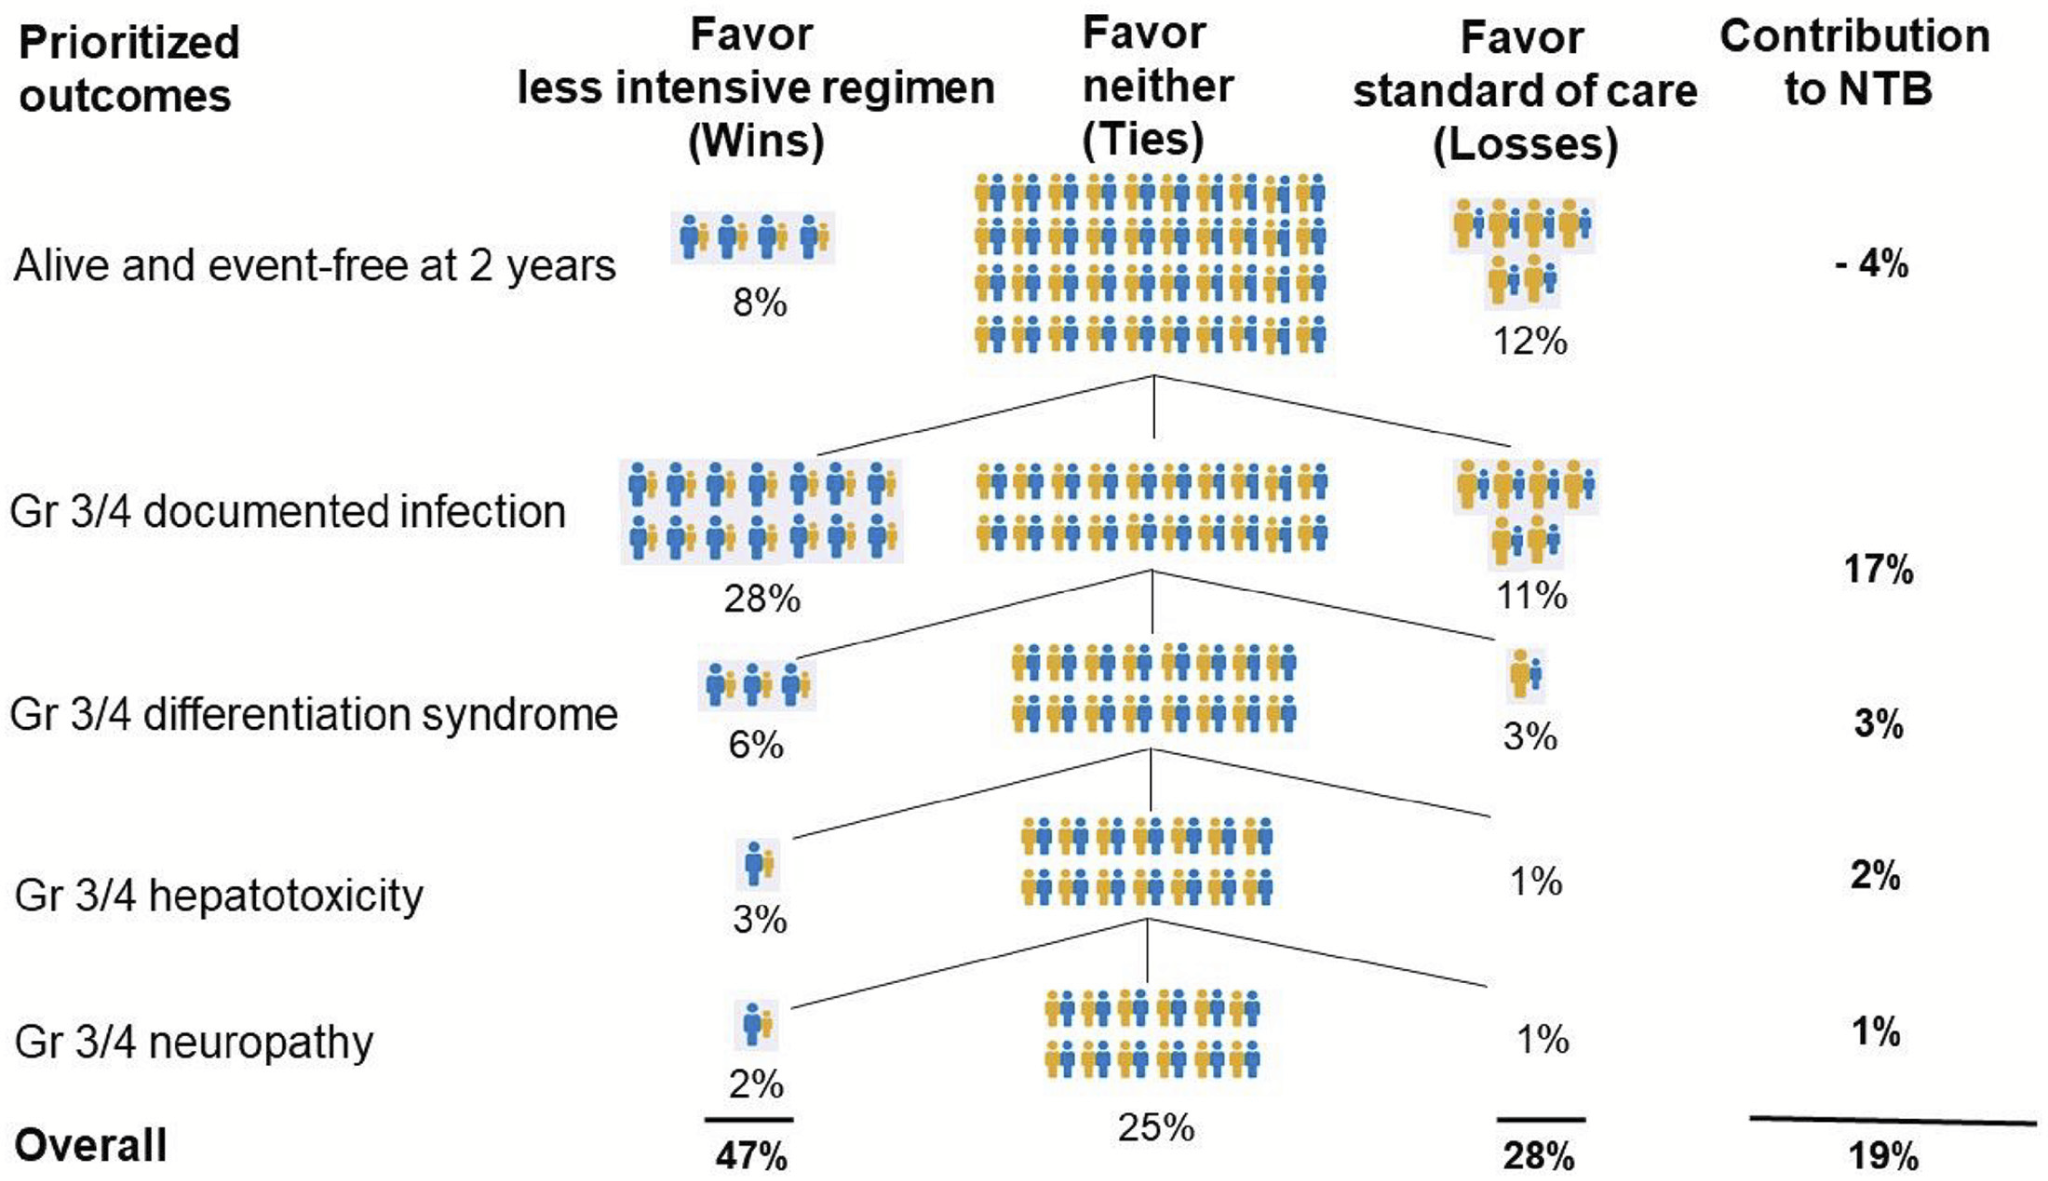 Prioritized
outcomes
Favor
less intensive regimen
(Wins)
Favor
neither
(Ties)
Favor
standard of care
(Losses)
Contribution
to NTB
Alive and event-free at 2 years
8%
12%
- 4%
Gr 3/4 documented infection
28%
11%
17%
Gr 3/4 differentiation syndrome
6%
3%
3%
Gr 3/4 hepatotoxicity
3%
1%
2%
Gr 3/4 neuropathy
2%
25%
1%
1%
Overall
47%
28%
19%